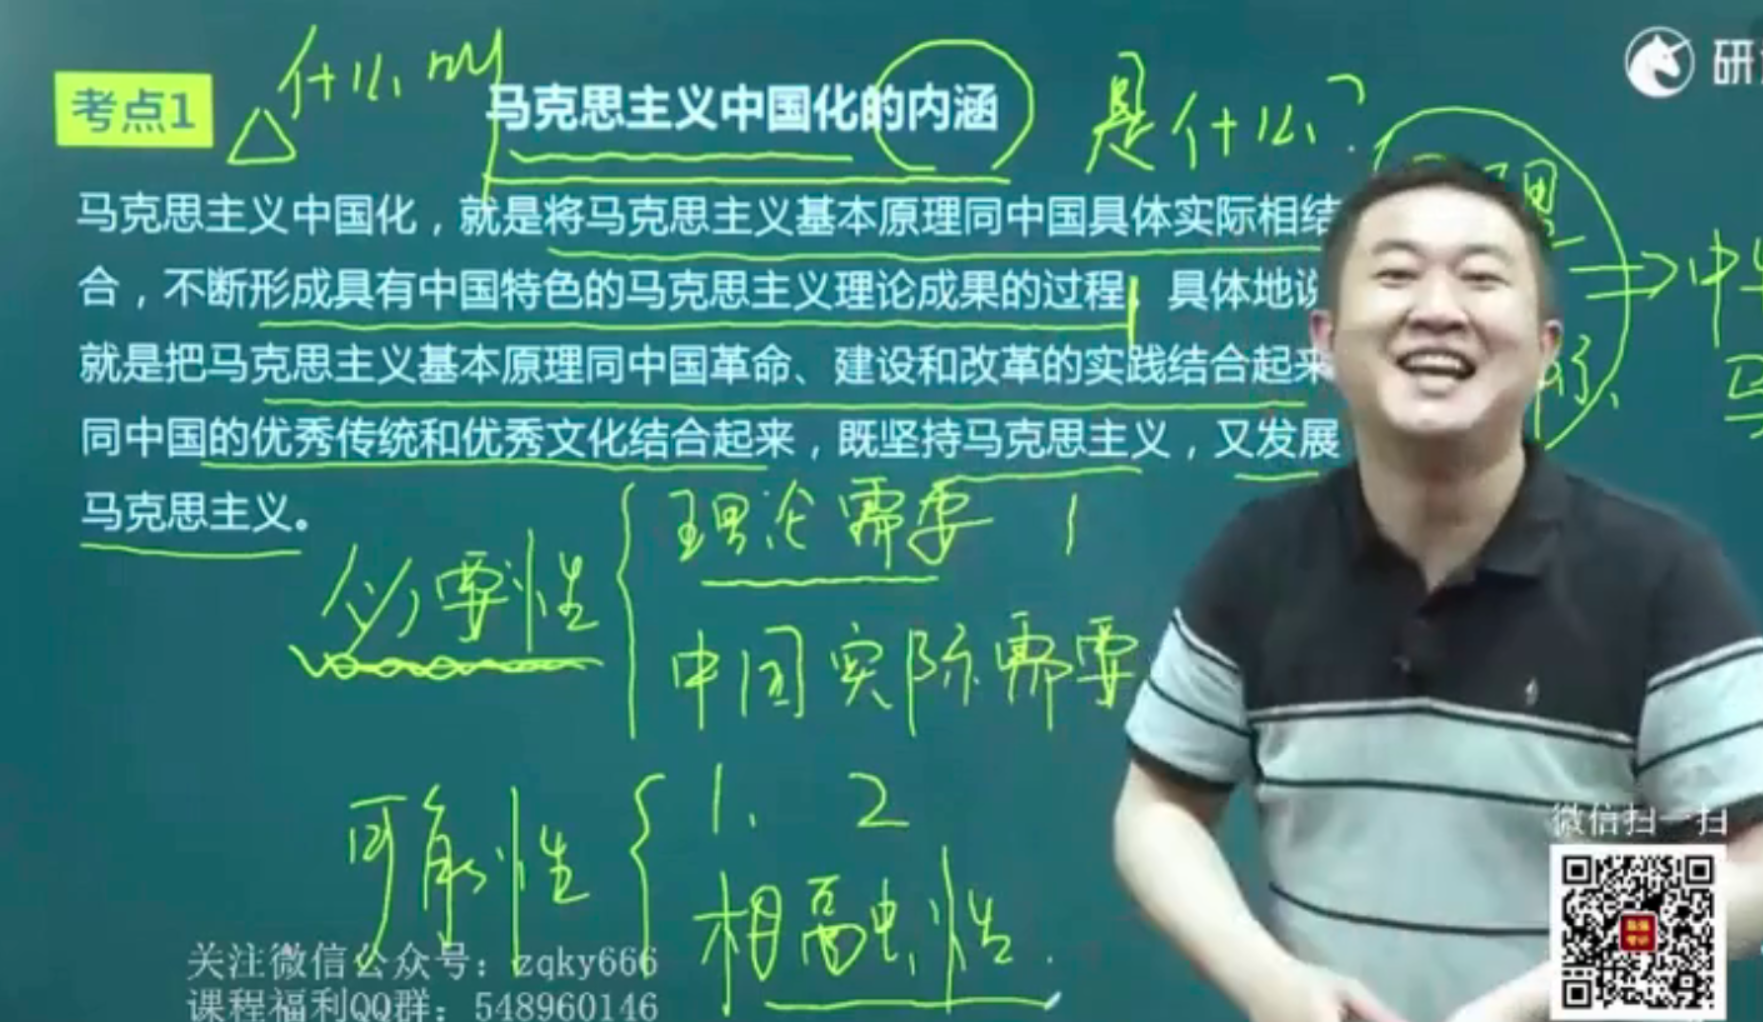 研
考点1
什么叫
马克思主义中国化的内涵
是什么?
马克思主义中国化，就是将马克思主义基本原理同中国具体实际相结
合，不断形成具有中国特色的马克思主义理论成果的过程。具体地说
就是把马克思主义基本原理同中国革命、建设和改革的实践结合起来
同中国的优秀传统和优秀文化结合起来，既坚持马克思主义，又发展
马克思主义。
必要性
理论需要 1
中国实际需要
可能性
1、 2
相融性.
微信扫一扫
关注微信公众号：zqky666
课程福利QQ群：548960146